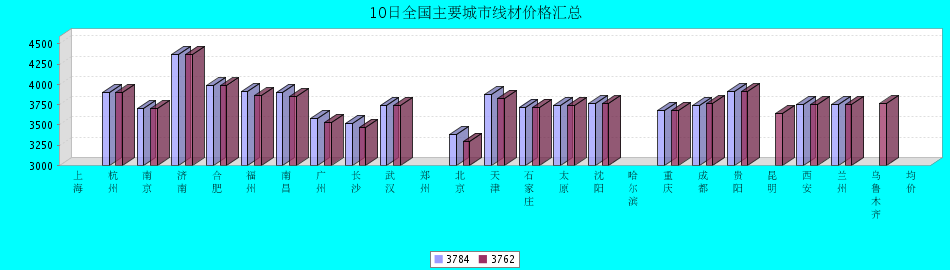 10日全国主要城市线材价格汇总
4500
4250
4000
3750
3500
3250
3000
上海
杭州
南京
济南
合肥
福州
南昌
广州
长沙
武汉
郑州
北京
天津
石家庄
太原
沈阳
哈尔滨
重庆
成都
贵阳
昆明
西安
兰州
乌鲁木齐
均价
3784 3762